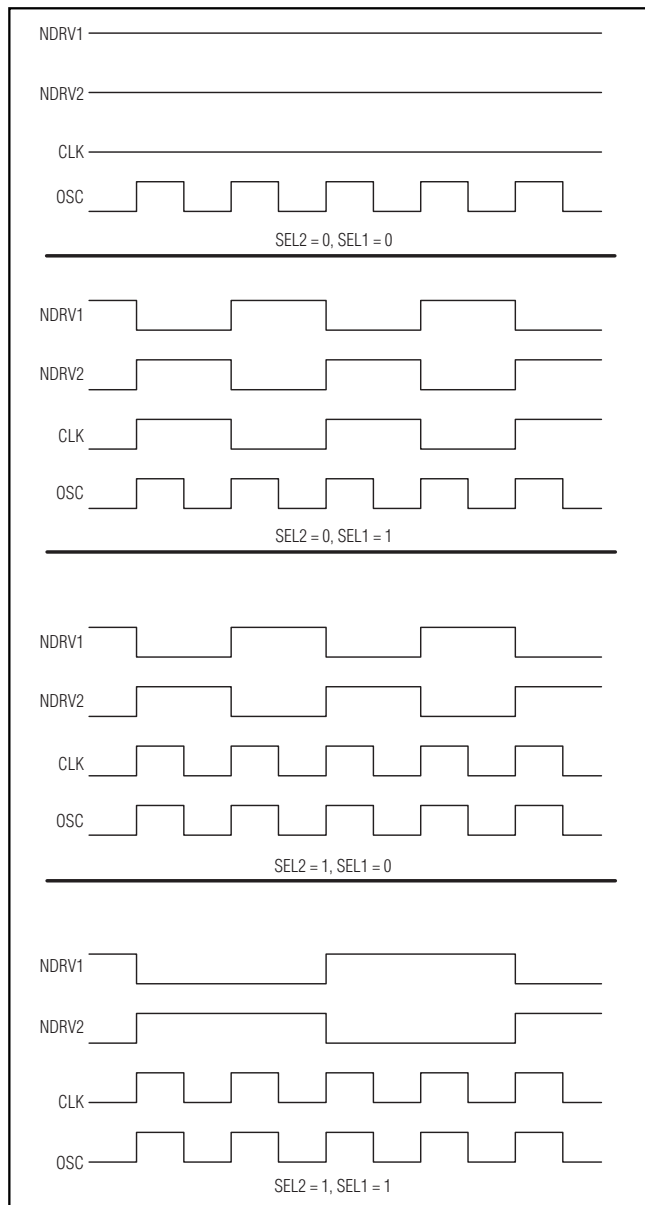 NDRV1
NDRV2
CLK
OSC
SEL2 = 0, SEL1 = 0
NDRV1
NDRV2
CLK
OSC
SEL2 = 0, SEL1 = 1
NDRV1
NDRV2
CLK
OSC
SEL2 = 1, SEL1 = 0
NDRV1
NDRV2
CLK
OSC
SEL2 = 1, SEL1 = 1